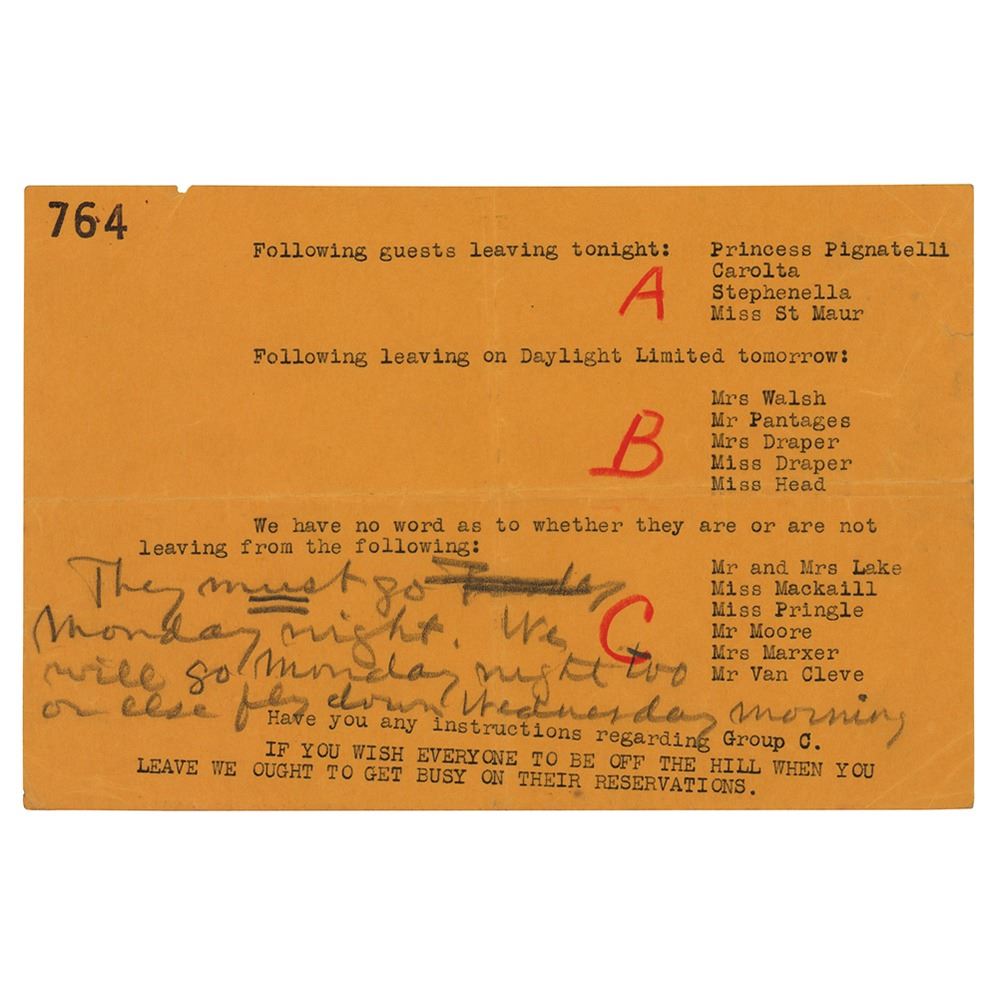 764
Following guests leaving tonight: Princess Pignatelli
A Carolta
Stephenella
Miss St Maur
Following leaving on Daylight Limited tomorrow:
Mrs Walsh
Mr Pantages
B Mrs Draper
Miss Draper
Miss Head
We have no word as to whether they are or are not
leaving from the following:
Mr and Mrs Lake
Miss Mackaill
Miss Pringle
C Mr Moore
Mrs Marxer
Mr Van Cleve
They must go
Monday night. We
will go Monday night too
or else fly down Wednesday morning
Have you any instructions regarding Group C.
IF YOU WISH EVERYONE TO BE OFF THE HILL WHEN YOU
LEAVE WE OUGHT TO GET BUSY ON THEIR RESERVATIONS.